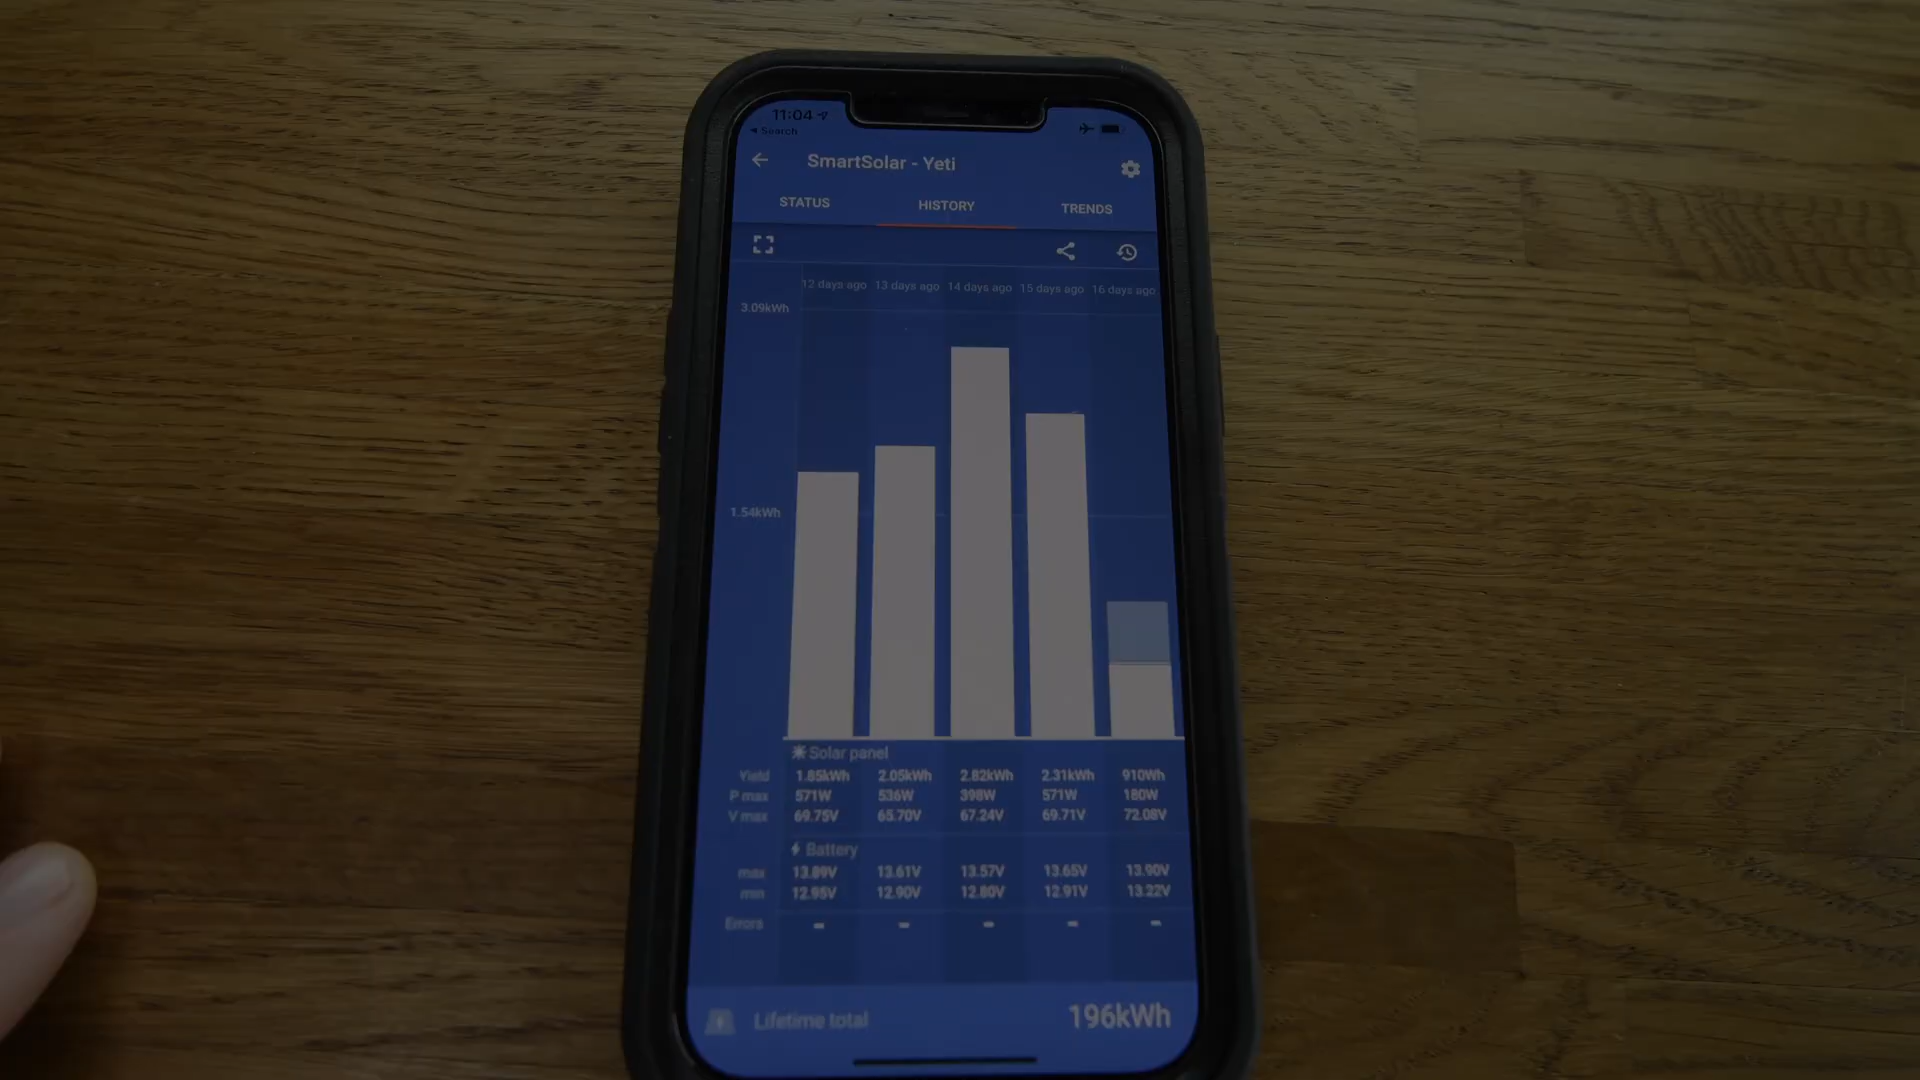 11:04
◂ Search
SmartSolar - Yeti
STATUS HISTORY TRENDS
12 days ago 13 days ago 14 days ago 15 days ago 16 days ago
3.09kWh
1.54kWh
Solar panel
Yield 1.85kWh 2.05kWh 2.82kWh 2.31kWh 910Wh
P max 571W 536W 398W 571W 180W
V max 69.75V 65.70V 67.24V 69.71V 72.08V
Battery
max 13.89V 13.61V 13.57V 13.65V 13.90V
min 12.95V 12.90V 12.80V 12.91V 13.22V
Errors - - - - -
Lifetime total 196kWh